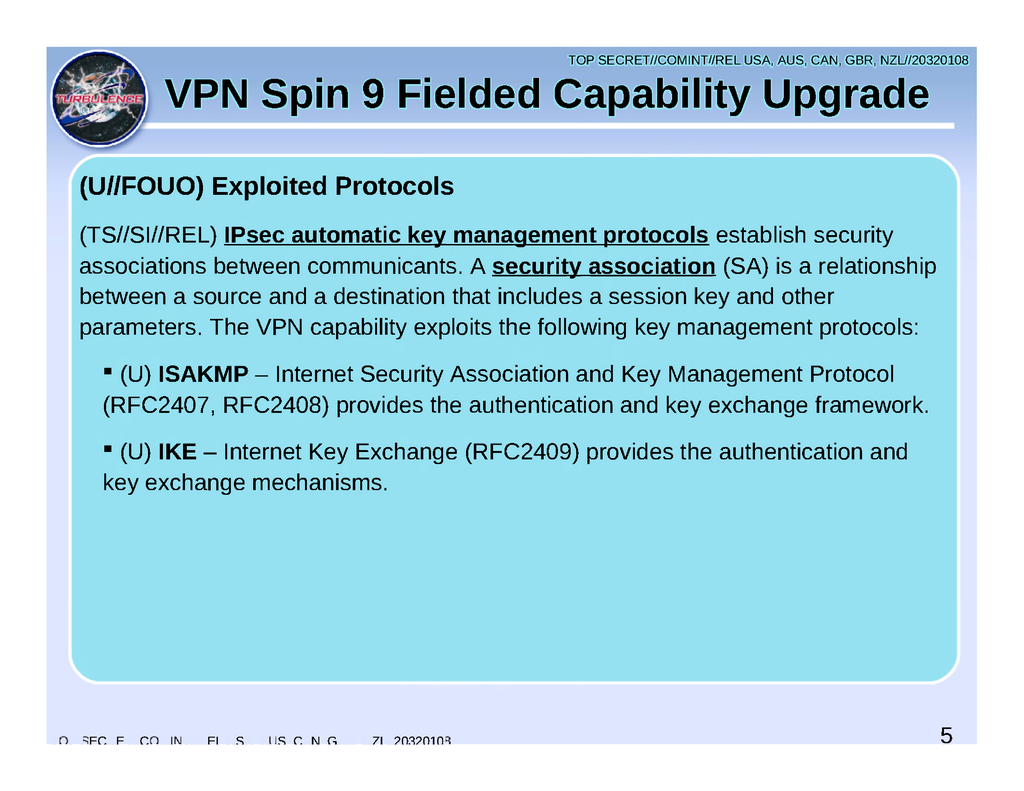 TOP SECRET//COMINT//REL USA, AUS, CAN, GBR, NZL//20320108
TURBULENCE
VPN Spin 9 Fielded Capability Upgrade
(U//FOUO) Exploited Protocols
(TS//SI//REL) IPsec automatic key management protocols establish security
associations between communicants. A security association (SA) is a relationship
between a source and a destination that includes a session key and other
parameters. The VPN capability exploits the following key management protocols:
▪ (U) ISAKMP – Internet Security Association and Key Management Protocol
(RFC2407, RFC2408) provides the authentication and key exchange framework.
▪ (U) IKE – Internet Key Exchange (RFC2409) provides the authentication and
key exchange mechanisms.
20320108
5